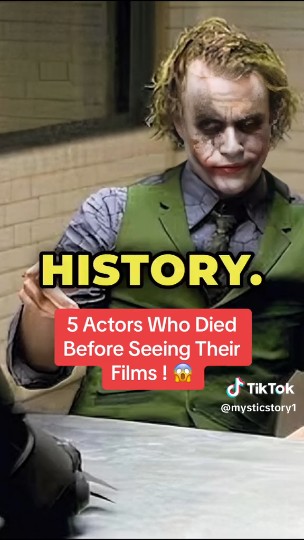 HISTORY.
5 Actors Who Died
Before Seeing Their
Films ! 😱
TikTok
@mysticstory1